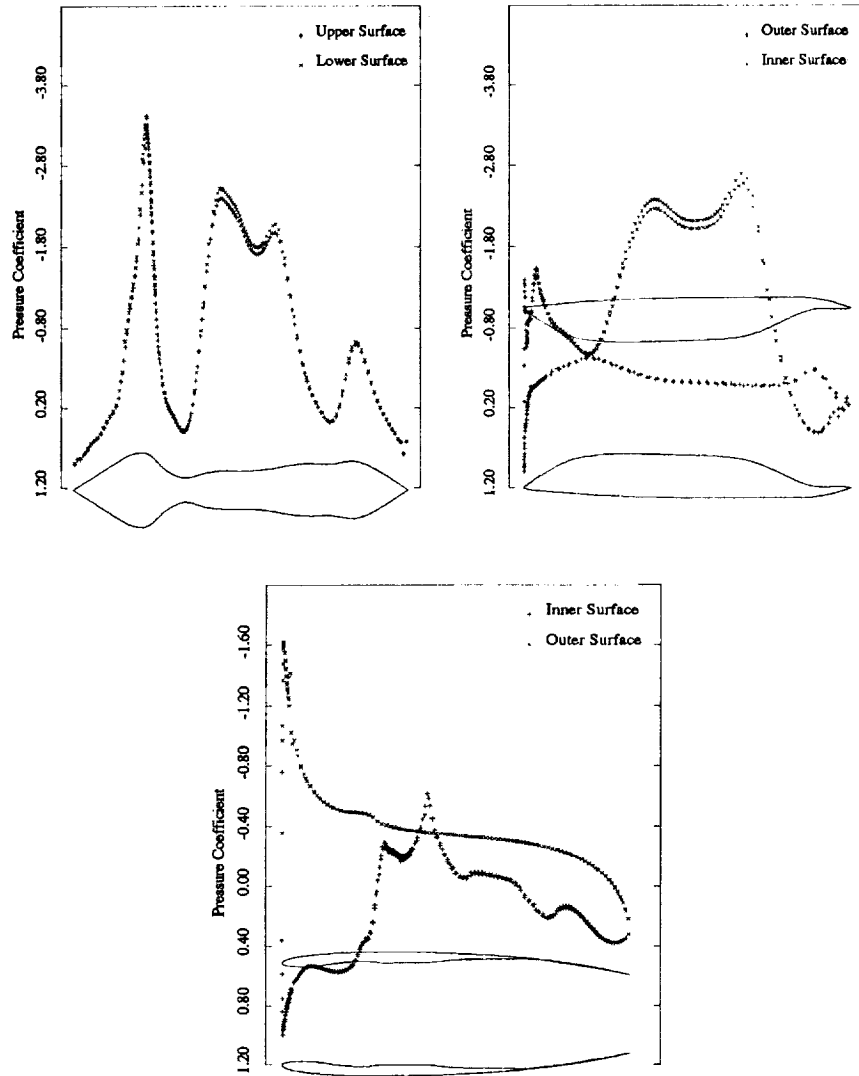 Upper Surface
Lower Surface
Pressure Coefficient
-3.80
-2.80
-1.80
-0.80
0.20
1.20
Outer Surface
Inner Surface
Pressure Coefficient
-3.80
-2.80
-1.80
-0.80
0.20
1.20
Inner Surface
Outer Surface
Pressure Coefficient
-1.60
-1.20
-0.80
-0.40
0.00
0.40
0.80
1.20